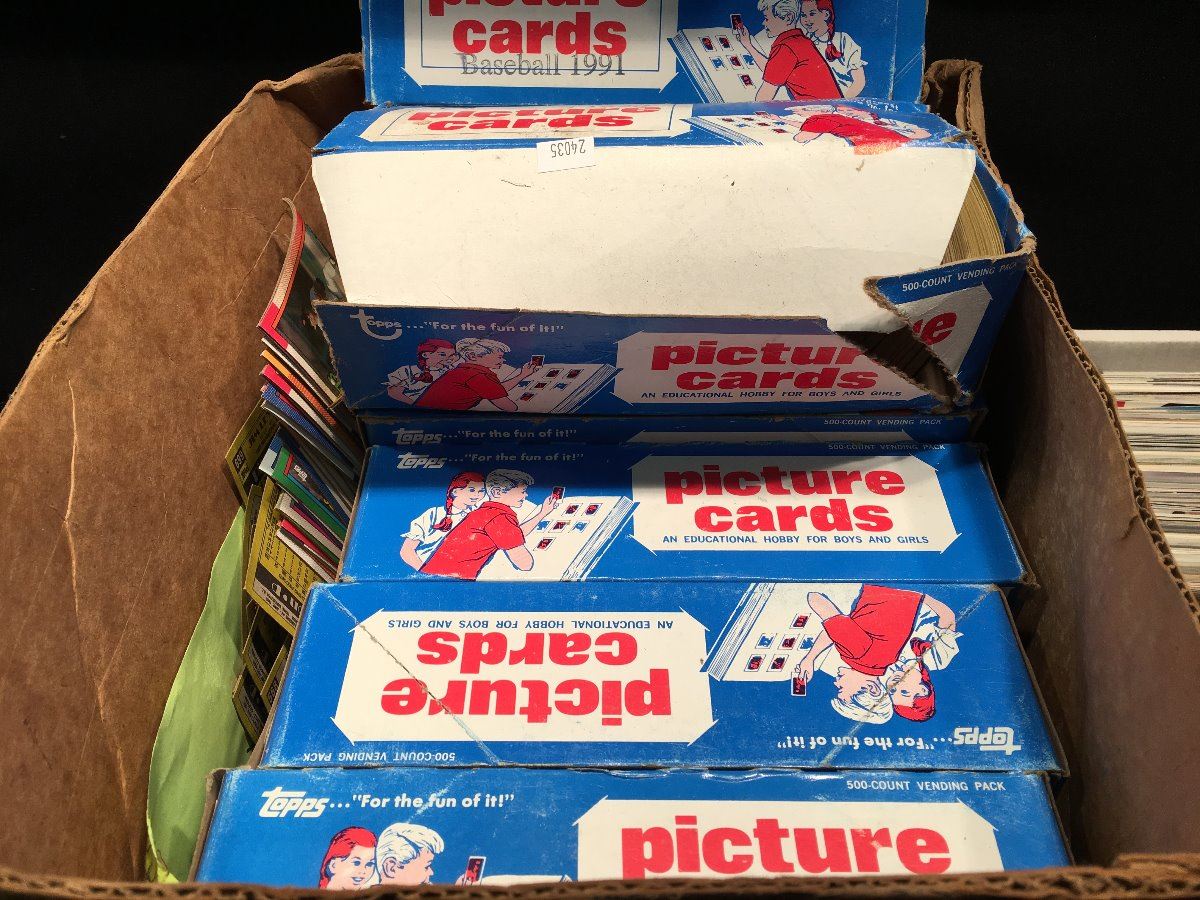 picture
cards
Baseball 1991
picture
cards
24035
500-COUNT VENDING PACK
topps..."For the fun of it!"
picture
cards
AN EDUCATIONAL HOBBY FOR BOYS AND GIRLS
topps..."For the fun of it!"
500-COUNT VENDING PACK
topps..."For the fun of it!"
500-COUNT VENDING PACK
picture
cards
AN EDUCATIONAL HOBBY FOR BOYS AND GIRLS
topps..."For the fun of it!"
500-COUNT VENDING PACK
picture
cards
AN EDUCATIONAL HOBBY FOR BOYS AND GIRLS
topps..."For the fun of it!"
500-COUNT VENDING PACK
picture